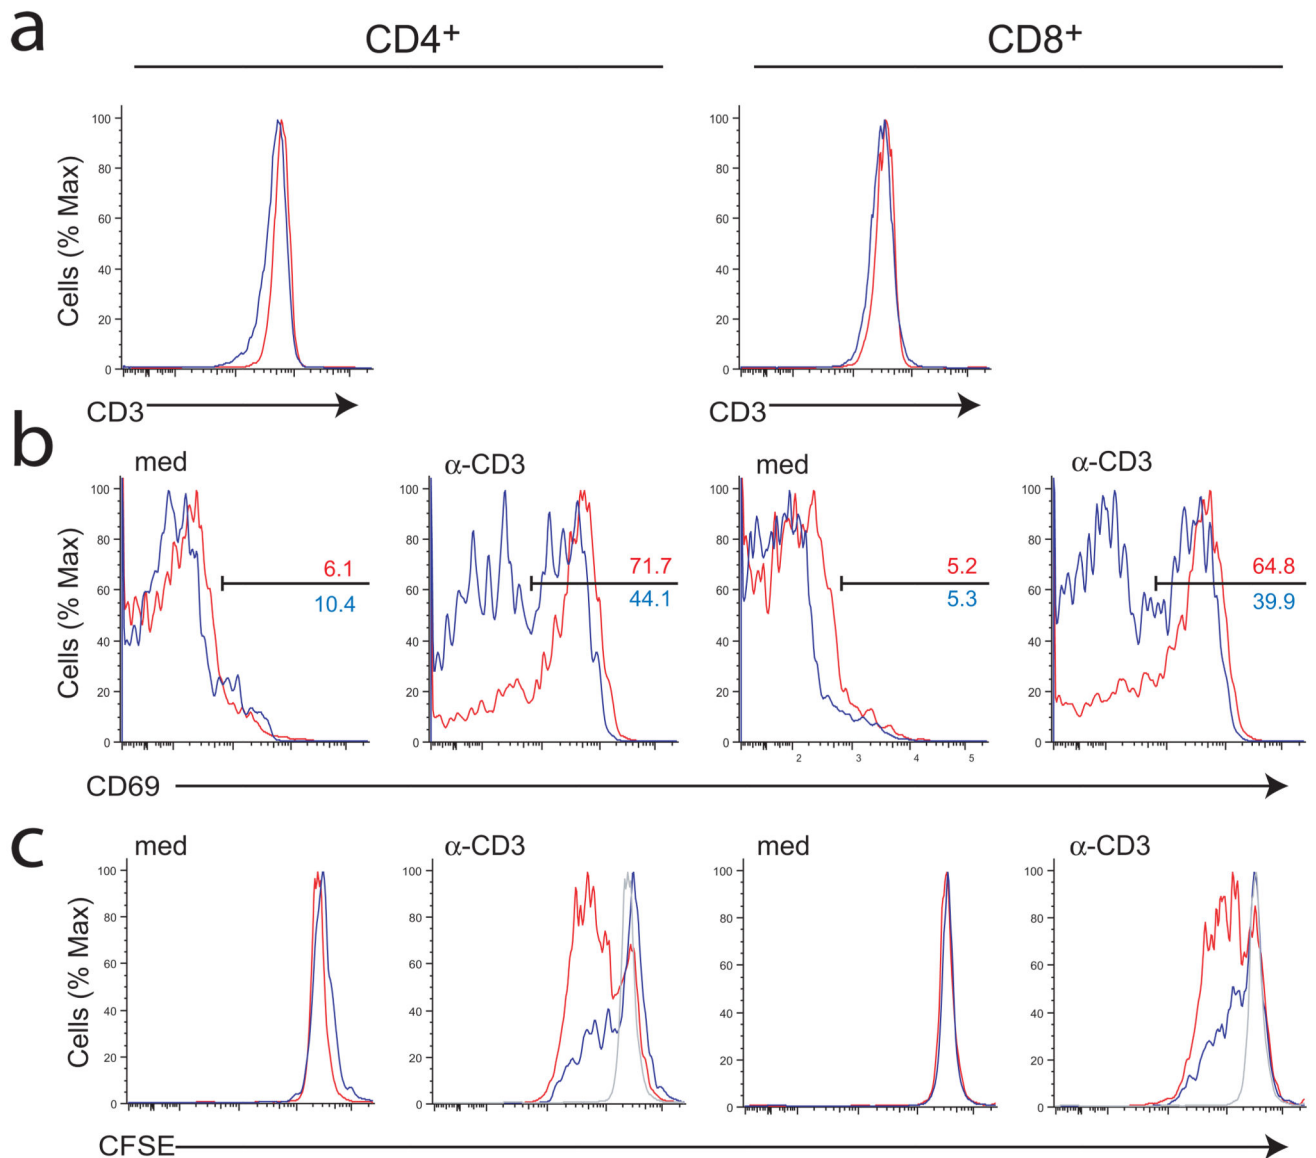 a
CD4+ CD8+
Cells (% Max)
100 100
80 80
60 60
40 40
20 20
0 0
CD3 CD3
b
med α-CD3 med α-CD3
Cells (% Max)
100 100 100 100
80 80 80 80
6.1 71.7 5.2 64.8
60 60 60 60
10.4 44.1 5.3 39.9
40 40 40 40
20 20 20 20
0 0 0 0
2 3 4 5
CD69
c
med α-CD3 med α-CD3
Cells (% Max)
100 100 100 100
80 80 80 80
60 60 60 60
40 40 40 40
20 20 20 20
0 0 0 0
CFSE